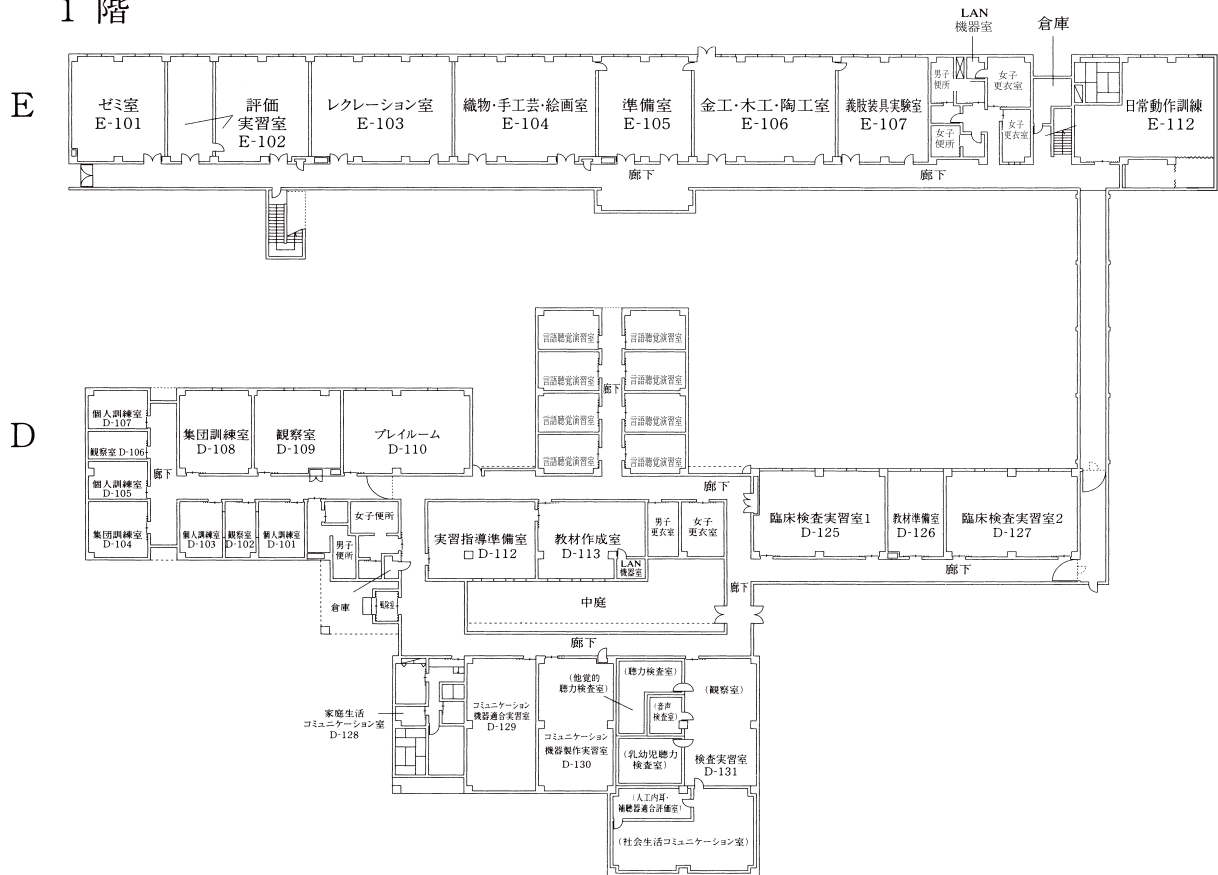 1 階
LAN
機器室
倉庫
E
ゼミ室
E-101
評価
実習室
E-102
レクレーション室
E-103
織物・手工芸・絵画室
E-104
準備室
E-105
金工・木工・陶工室
E-106
義肢装具実験室
E-107
男子
便所
女子
便所
女子
更衣室
女子
更衣室
日常動作訓練
E-112
廊下
廊下
言語聴覚演習室
言語聴覚演習室
言語聴覚演習室
言語聴覚演習室
廊下
言語聴覚演習室
言語聴覚演習室
言語聴覚演習室
言語聴覚演習室
D
個人訓練室
D-107
観察室 D-106
個人訓練室
D-105
集団訓練室
D-104
廊下
集団訓練室
D-108
観察室
D-109
プレイルーム
D-110
個人訓練室
D-103
観察室
D-102
個人訓練室
D-101
女子便所
男子
便所
倉庫
実習指導準備室
D-112
教材作成室
D-113
LAN
機器室
男子
更衣室
女子
更衣室
廊下
臨床検査実習室1
D-125
教材準備室
D-126
臨床検査実習室2
D-127
廊下
廊下
中庭
廊下
家庭生活
コミュニケーション室
D-128
コミュニケーション
機器適合実習室
D-129
(他覚的
聴力検査室)
コミュニケーション
機器製作実習室
D-130
(聴力検査室)
(音声
検査室)
(乳幼児聴力
検査室)
(観察室)
検査実習室
D-131
(人工内耳・
補聴器適合評価室)
(社会生活コミュニケーション室)